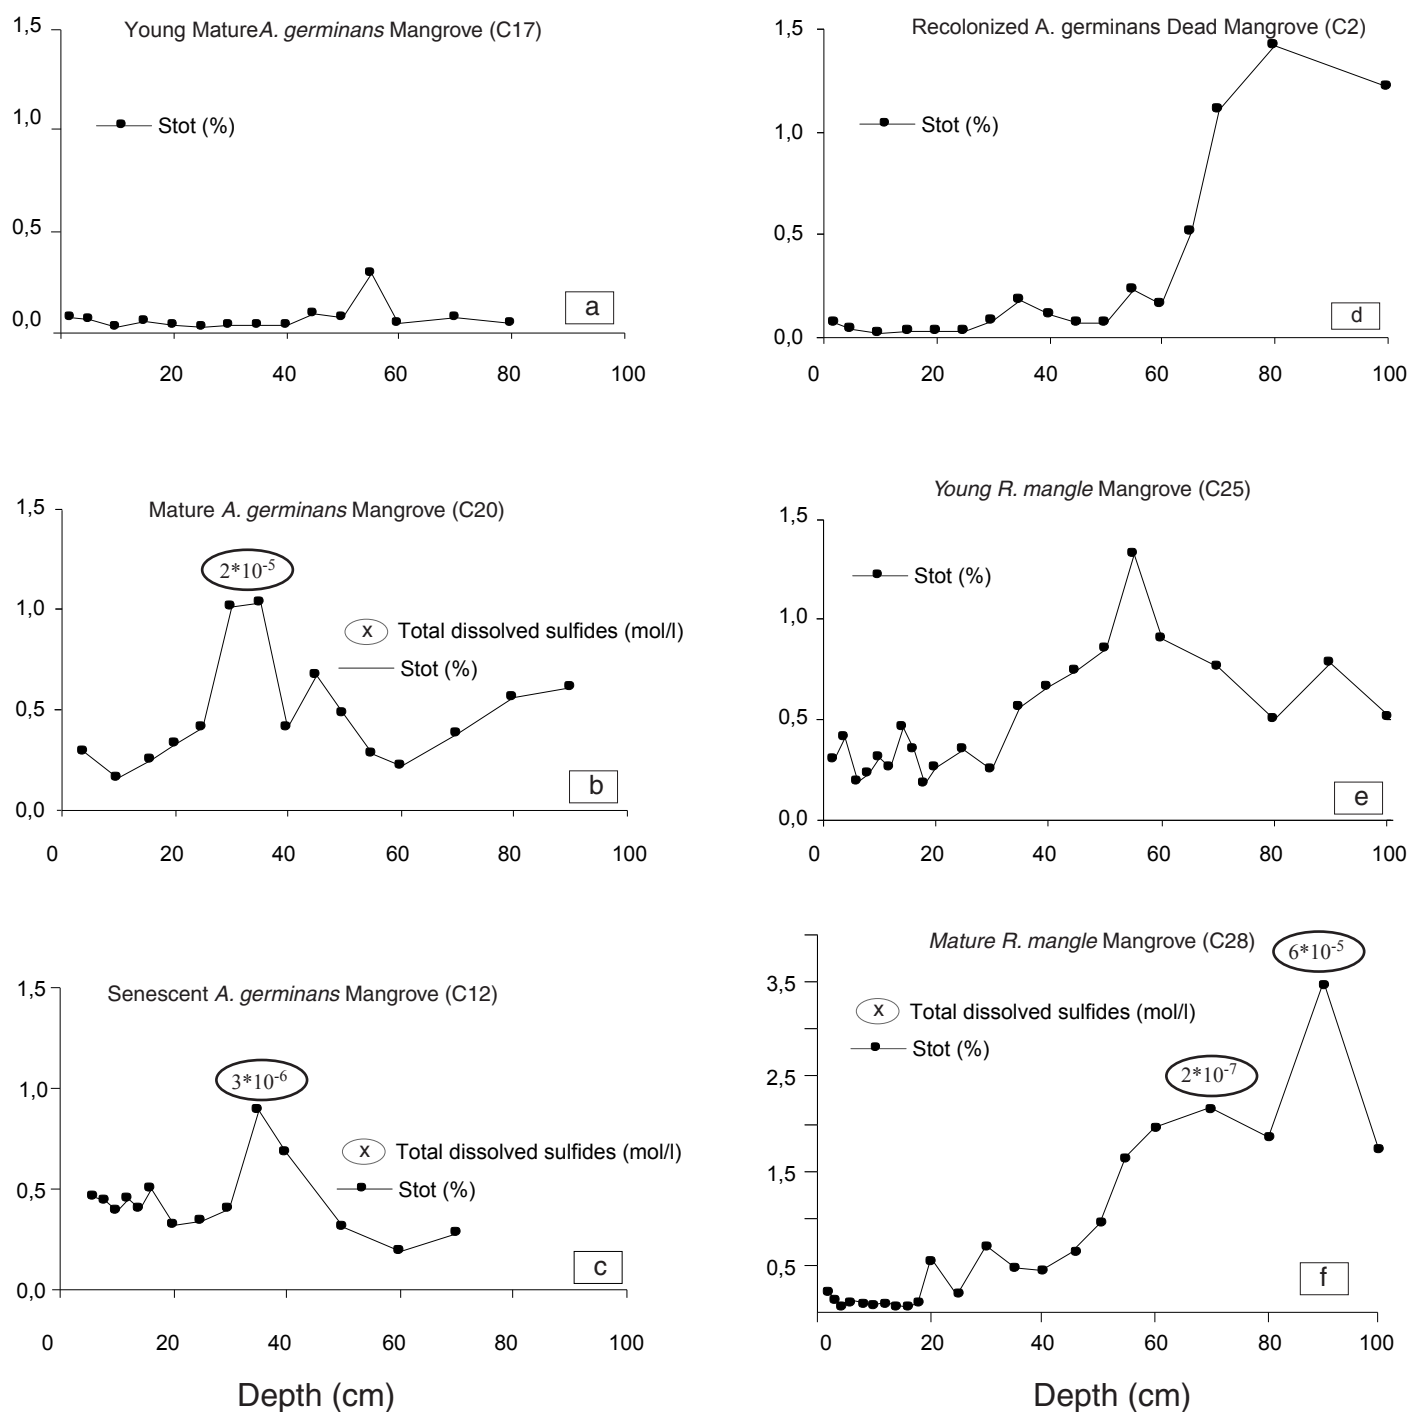 Young MatureA. germinans Mangrove (C17)
1,5
1,0
0,5
0,0
Stot (%)
a
20 40 60 80 100
Recolonized A. germinans Dead Mangrove (C2)
1,5
1,0
0,5
0,0
Stot (%)
d
0 20 40 60 80 100
Mature A. germinans Mangrove (C20)
1,5
1,0
0,5
0,0
2*10-5
x Total dissolved sulfides (mol/l)
Stot (%)
b
0 20 40 60 80 100
Young R. mangle Mangrove (C25)
1,5
1,0
0,5
0,0
Stot (%)
e
0 20 40 60 80 100
Senescent A. germinans Mangrove (C12)
1,5
1,0
0,5
0,0
3*10-6
x Total dissolved sulfides (mol/l)
Stot (%)
c
0 20 40 60 80 100
Depth (cm)
Mature R. mangle Mangrove (C28)
3,5
2,5
1,5
0,5
6*10-5
x Total dissolved sulfides (mol/l)
Stot (%)
2*10-7
f
0 20 40 60 80 100
Depth (cm)